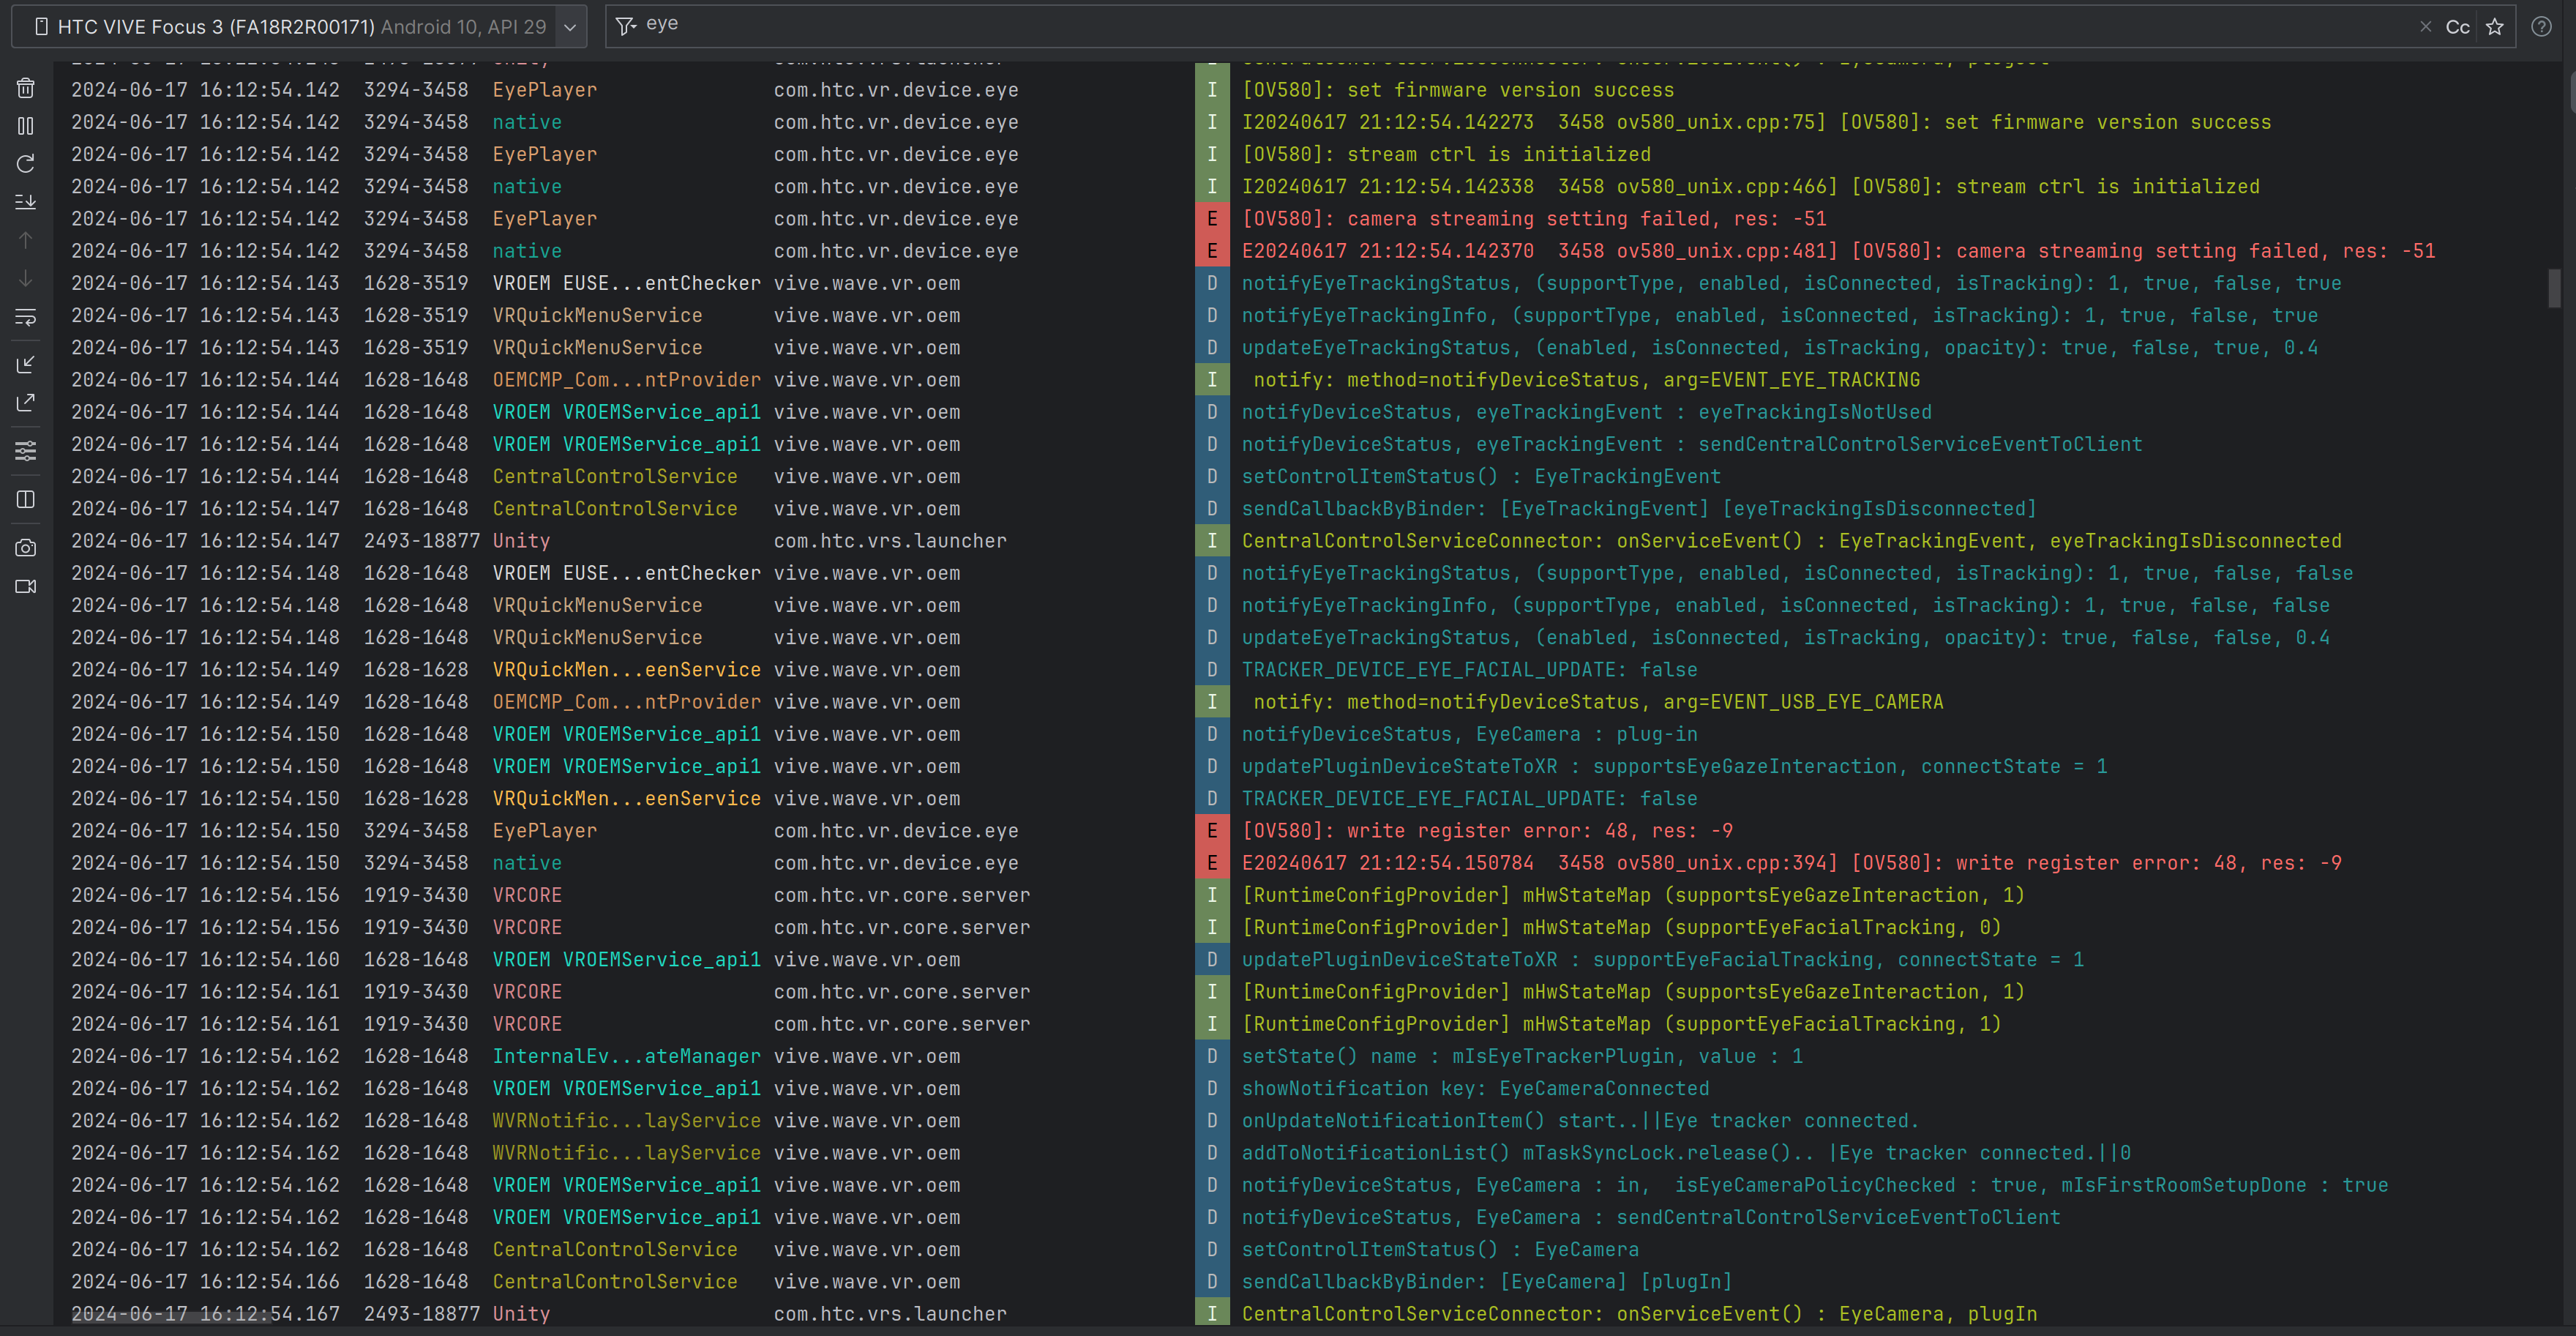 HTC VIVE Focus 3 (FA18R2R00171) Android 10, API 29 eye Cc
2024-06-17 16:12:54.142 3294-3458 EyePlayer com.htc.vr.device.eye I [OV580]: set firmware version success
2024-06-17 16:12:54.142 3294-3458 native com.htc.vr.device.eye I I20240617 21:12:54.142273 3458 ov580_unix.cpp:75] [OV580]: set firmware version success
2024-06-17 16:12:54.142 3294-3458 EyePlayer com.htc.vr.device.eye I [OV580]: stream ctrl is initialized
2024-06-17 16:12:54.142 3294-3458 native com.htc.vr.device.eye I I20240617 21:12:54.142338 3458 ov580_unix.cpp:466] [OV580]: stream ctrl is initialized
2024-06-17 16:12:54.142 3294-3458 EyePlayer com.htc.vr.device.eye E [OV580]: camera streaming setting failed, res: -51
2024-06-17 16:12:54.142 3294-3458 native com.htc.vr.device.eye E E20240617 21:12:54.142370 3458 ov580_unix.cpp:481] [OV580]: camera streaming setting failed, res: -51
2024-06-17 16:12:54.143 1628-3519 VROEM EUSE...entChecker vive.wave.vr.oem D notifyEyeTrackingStatus, (supportType, enabled, isConnected, isTracking): 1, true, false, true
2024-06-17 16:12:54.143 1628-3519 VRQuickMenuService vive.wave.vr.oem D notifyEyeTrackingInfo, (supportType, enabled, isConnected, isTracking): 1, true, false, true
2024-06-17 16:12:54.143 1628-3519 VRQuickMenuService vive.wave.vr.oem D updateEyeTrackingStatus, (enabled, isConnected, isTracking, opacity): true, false, true, 0.4
2024-06-17 16:12:54.144 1628-1648 OEMCMP_Com...ntProvider vive.wave.vr.oem I notify: method=notifyDeviceStatus, arg=EVENT_EYE_TRACKING
2024-06-17 16:12:54.144 1628-1648 VROEM VROEMService_api1 vive.wave.vr.oem D notifyDeviceStatus, eyeTrackingEvent : eyeTrackingIsNotUsed
2024-06-17 16:12:54.144 1628-1648 VROEM VROEMService_api1 vive.wave.vr.oem D notifyDeviceStatus, eyeTrackingEvent : sendCentralControlServiceEventToClient
2024-06-17 16:12:54.144 1628-1648 CentralControlService vive.wave.vr.oem D setControlItemStatus() : EyeTrackingEvent
2024-06-17 16:12:54.147 1628-1648 CentralControlService vive.wave.vr.oem D sendCallbackByBinder: [EyeTrackingEvent] [eyeTrackingIsDisconnected]
2024-06-17 16:12:54.147 2493-18877 Unity com.htc.vrs.launcher I CentralControlServiceConnector: onServiceEvent() : EyeTrackingEvent, eyeTrackingIsDisconnected
2024-06-17 16:12:54.148 1628-1648 VROEM EUSE...entChecker vive.wave.vr.oem D notifyEyeTrackingStatus, (supportType, enabled, isConnected, isTracking): 1, true, false, false
2024-06-17 16:12:54.148 1628-1648 VRQuickMenuService vive.wave.vr.oem D notifyEyeTrackingInfo, (supportType, enabled, isConnected, isTracking): 1, true, false, false
2024-06-17 16:12:54.148 1628-1648 VRQuickMenuService vive.wave.vr.oem D updateEyeTrackingStatus, (enabled, isConnected, isTracking, opacity): true, false, false, 0.4
2024-06-17 16:12:54.149 1628-1628 VRQuickMen...eenService vive.wave.vr.oem D TRACKER_DEVICE_EYE_FACIAL_UPDATE: false
2024-06-17 16:12:54.149 1628-1648 OEMCMP_Com...ntProvider vive.wave.vr.oem I notify: method=notifyDeviceStatus, arg=EVENT_USB_EYE_CAMERA
2024-06-17 16:12:54.150 1628-1648 VROEM VROEMService_api1 vive.wave.vr.oem D notifyDeviceStatus, EyeCamera : plug-in
2024-06-17 16:12:54.150 1628-1648 VROEM VROEMService_api1 vive.wave.vr.oem D updatePluginDeviceStateToXR : supportsEyeGazeInteraction, connectState = 1
2024-06-17 16:12:54.150 1628-1628 VRQuickMen...eenService vive.wave.vr.oem D TRACKER_DEVICE_EYE_FACIAL_UPDATE: false
2024-06-17 16:12:54.150 3294-3458 EyePlayer com.htc.vr.device.eye E [OV580]: write register error: 48, res: -9
2024-06-17 16:12:54.150 3294-3458 native com.htc.vr.device.eye E E20240617 21:12:54.150784 3458 ov580_unix.cpp:394] [OV580]: write register error: 48, res: -9
2024-06-17 16:12:54.156 1919-3430 VRCORE com.htc.vr.core.server I [RuntimeConfigProvider] mHwStateMap (supportsEyeGazeInteraction, 1)
2024-06-17 16:12:54.156 1919-3430 VRCORE com.htc.vr.core.server I [RuntimeConfigProvider] mHwStateMap (supportEyeFacialTracking, 0)
2024-06-17 16:12:54.160 1628-1648 VROEM VROEMService_api1 vive.wave.vr.oem D updatePluginDeviceStateToXR : supportEyeFacialTracking, connectState = 1
2024-06-17 16:12:54.161 1919-3430 VRCORE com.htc.vr.core.server I [RuntimeConfigProvider] mHwStateMap (supportsEyeGazeInteraction, 1)
2024-06-17 16:12:54.161 1919-3430 VRCORE com.htc.vr.core.server I [RuntimeConfigProvider] mHwStateMap (supportEyeFacialTracking, 1)
2024-06-17 16:12:54.162 1628-1648 InternalEv...ateManager vive.wave.vr.oem D setState() name : mIsEyeTrackerPlugin, value : 1
2024-06-17 16:12:54.162 1628-1648 VROEM VROEMService_api1 vive.wave.vr.oem D showNotification key: EyeCameraConnected
2024-06-17 16:12:54.162 1628-1648 WVRNotific...layService vive.wave.vr.oem D onUpdateNotificationItem() start..||Eye tracker connected.
2024-06-17 16:12:54.162 1628-1648 WVRNotific...layService vive.wave.vr.oem D addToNotificationList() mTaskSyncLock.release().. |Eye tracker connected.||0
2024-06-17 16:12:54.162 1628-1648 VROEM VROEMService_api1 vive.wave.vr.oem D notifyDeviceStatus, EyeCamera : in, isEyeCameraPolicyChecked : true, mIsFirstRoomSetupDone : true
2024-06-17 16:12:54.162 1628-1648 VROEM VROEMService_api1 vive.wave.vr.oem D notifyDeviceStatus, EyeCamera : sendCentralControlServiceEventToClient
2024-06-17 16:12:54.162 1628-1648 CentralControlService vive.wave.vr.oem D setControlItemStatus() : EyeCamera
2024-06-17 16:12:54.166 1628-1648 CentralControlService vive.wave.vr.oem D sendCallbackByBinder: [EyeCamera] [plugIn]
2024-06-17 16:12:54.167 2493-18877 Unity com.htc.vrs.launcher I CentralControlServiceConnector: onServiceEvent() : EyeCamera, plugIn